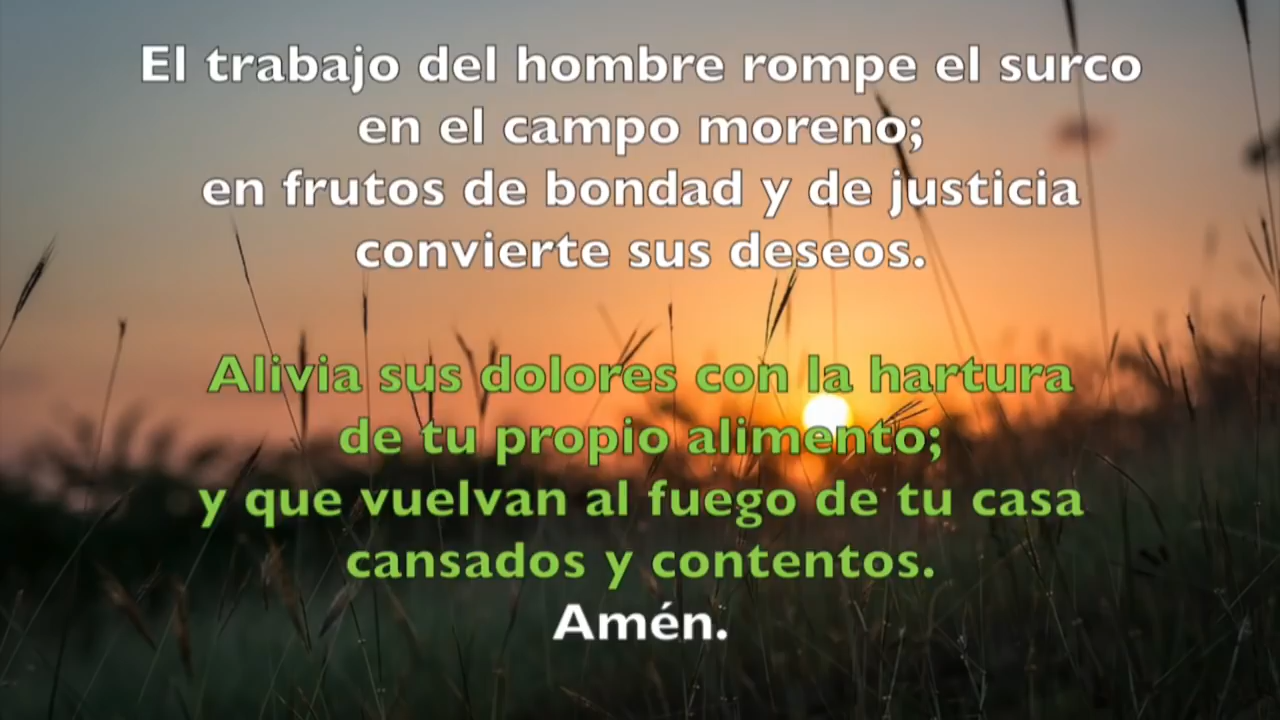 El trabajo del hombre rompe el surco
en el campo moreno;
en frutos de bondad y de justicia
convierte sus deseos.
Alivia sus dolores con la hartura
de tu propio alimento;
y que vuelvan al fuego de tu casa
cansados y contentos.
Amén.